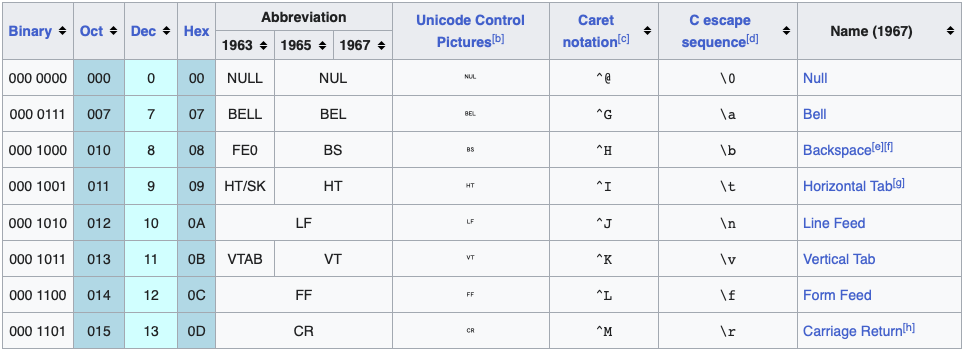 Binary Oct Dec Hex Abbreviation Unicode Control Pictures[b] Caret notation[c] C escape sequence[d] Name (1967)
1963 1965 1967
000 0000 000 0 00 NULL NUL NUL ^@ \0 Null
000 0111 007 7 07 BELL BEL BEL ^G \a Bell
000 1000 010 8 08 FE0 BS BS ^H \b Backspace[e][f]
000 1001 011 9 09 HT/SK HT HT ^I \t Horizontal Tab[g]
000 1010 012 10 0A LF LF ^J \n Line Feed
000 1011 013 11 0B VTAB VT VT ^K \v Vertical Tab
000 1100 014 12 0C FF FF ^L \f Form Feed
000 1101 015 13 0D CR CR ^M \r Carriage Return[h]